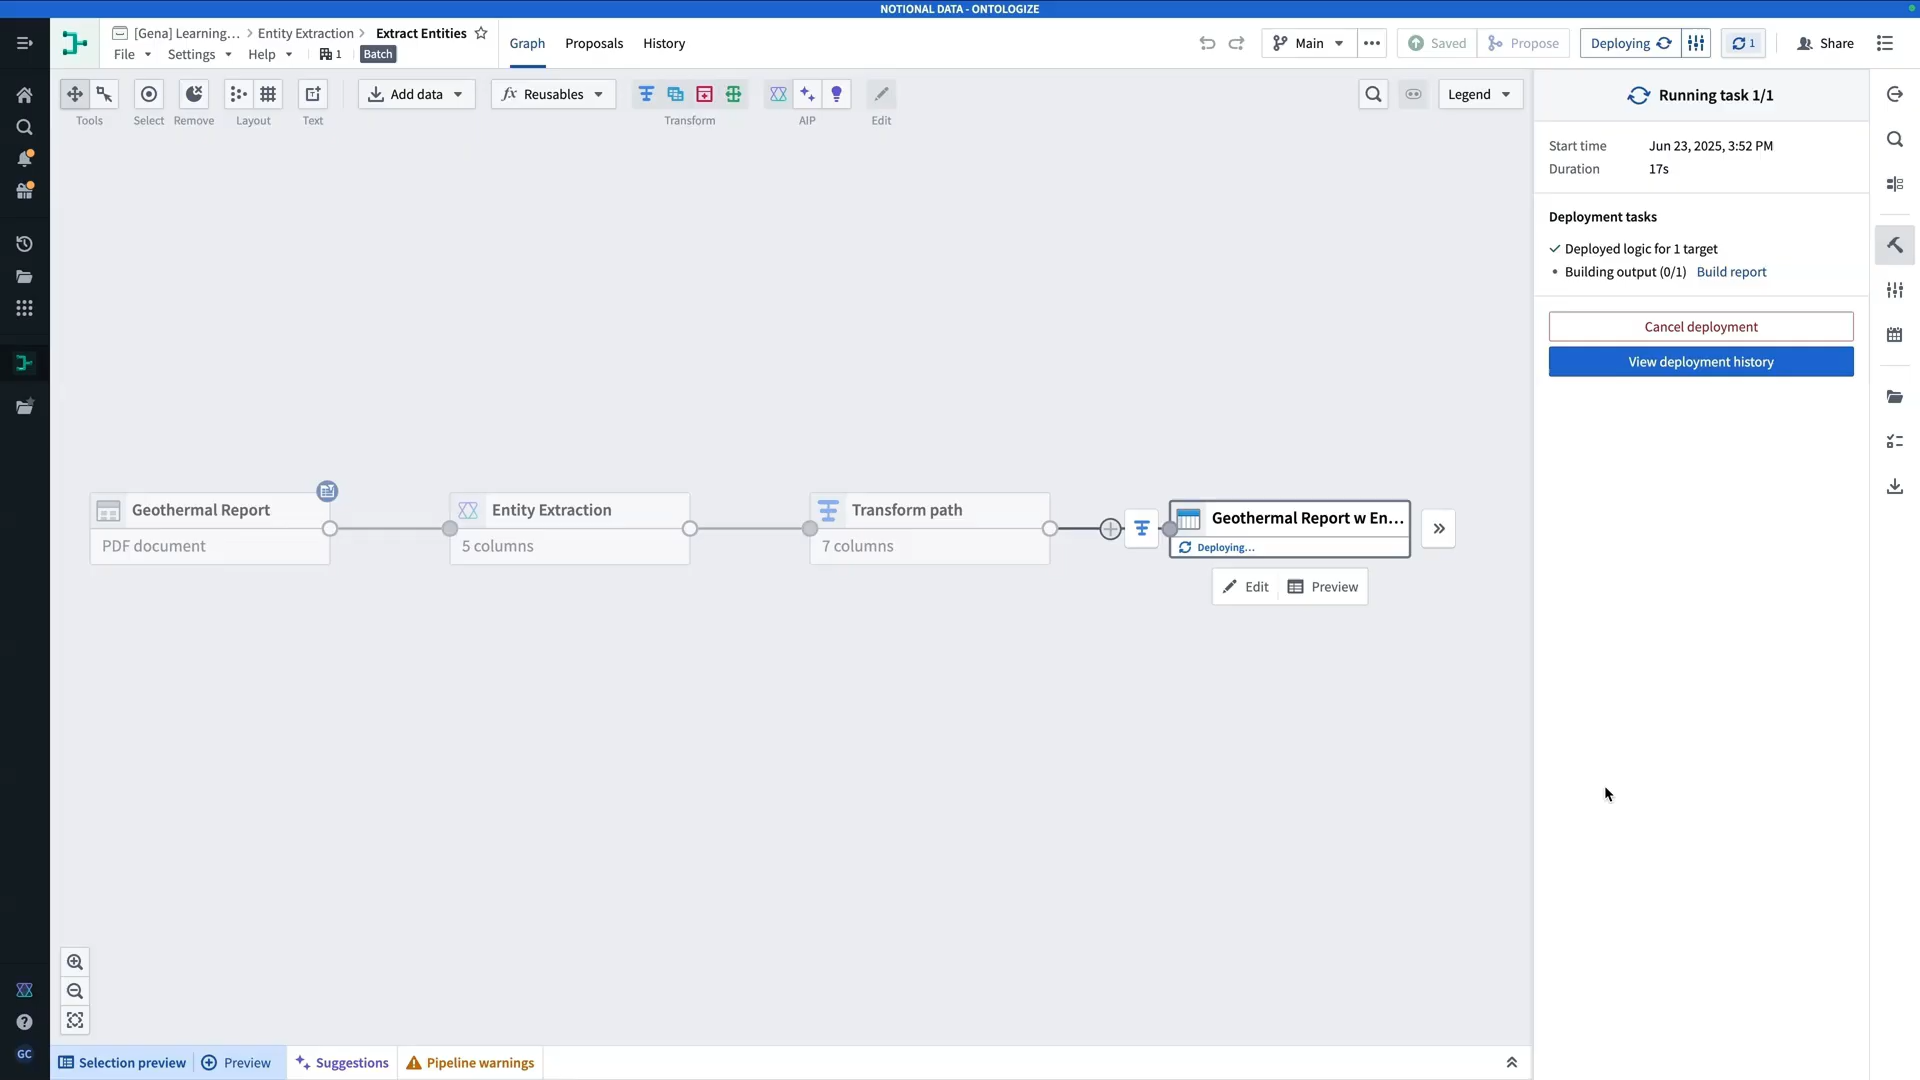 NOTIONAL DATA - ONTOLOGIZE
[Gena] Learning... > Entity Extraction > Extract Entities
File Settings Help 1 Batch
Graph Proposals History
Main
Saved
Propose
Deploying
1
Share
Tools
Select
Remove
Layout
Text
Add data
fx Reusables
Transform
AIP
Edit
Legend
Running task 1/1
Start time Jun 23, 2025, 3:52 PM
Duration 17s
Deployment tasks
Deployed logic for 1 target
Building output (0/1) Build report
Cancel deployment
View deployment history
Geothermal Report
PDF document
Entity Extraction
5 columns
Transform path
7 columns
Geothermal Report w En...
Deploying...
Edit Preview
GC
Selection preview Preview Suggestions Pipeline warnings